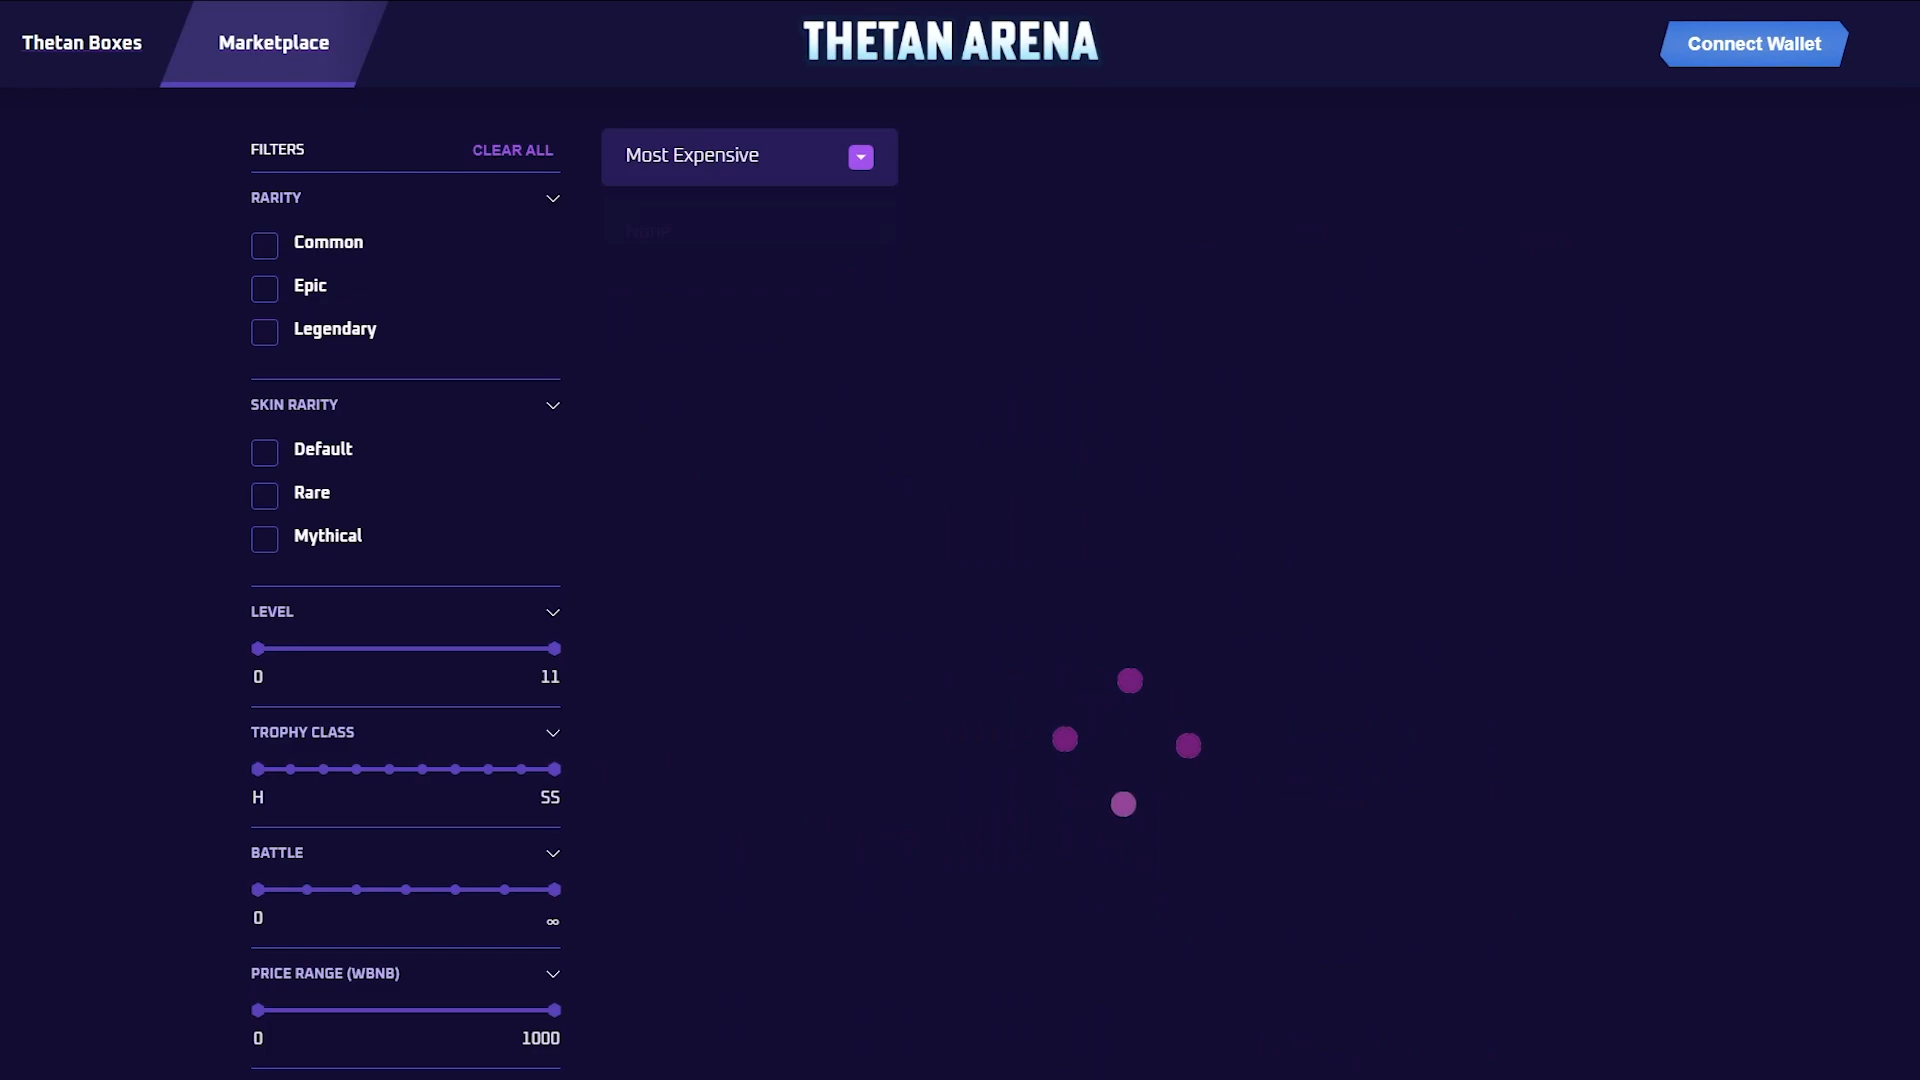 Thetan Boxes
Marketplace
THETAN ARENA
Connect Wallet
FILTERS
CLEAR ALL
Most Expensive
RARITY
None
Common
Epic
Legendary
SKIN RARITY
Default
Rare
Mythical
LEVEL
0
11
TROPHY CLASS
H
SS
BATTLE
0
∞
PRICE RANGE (WBNB)
0
1000